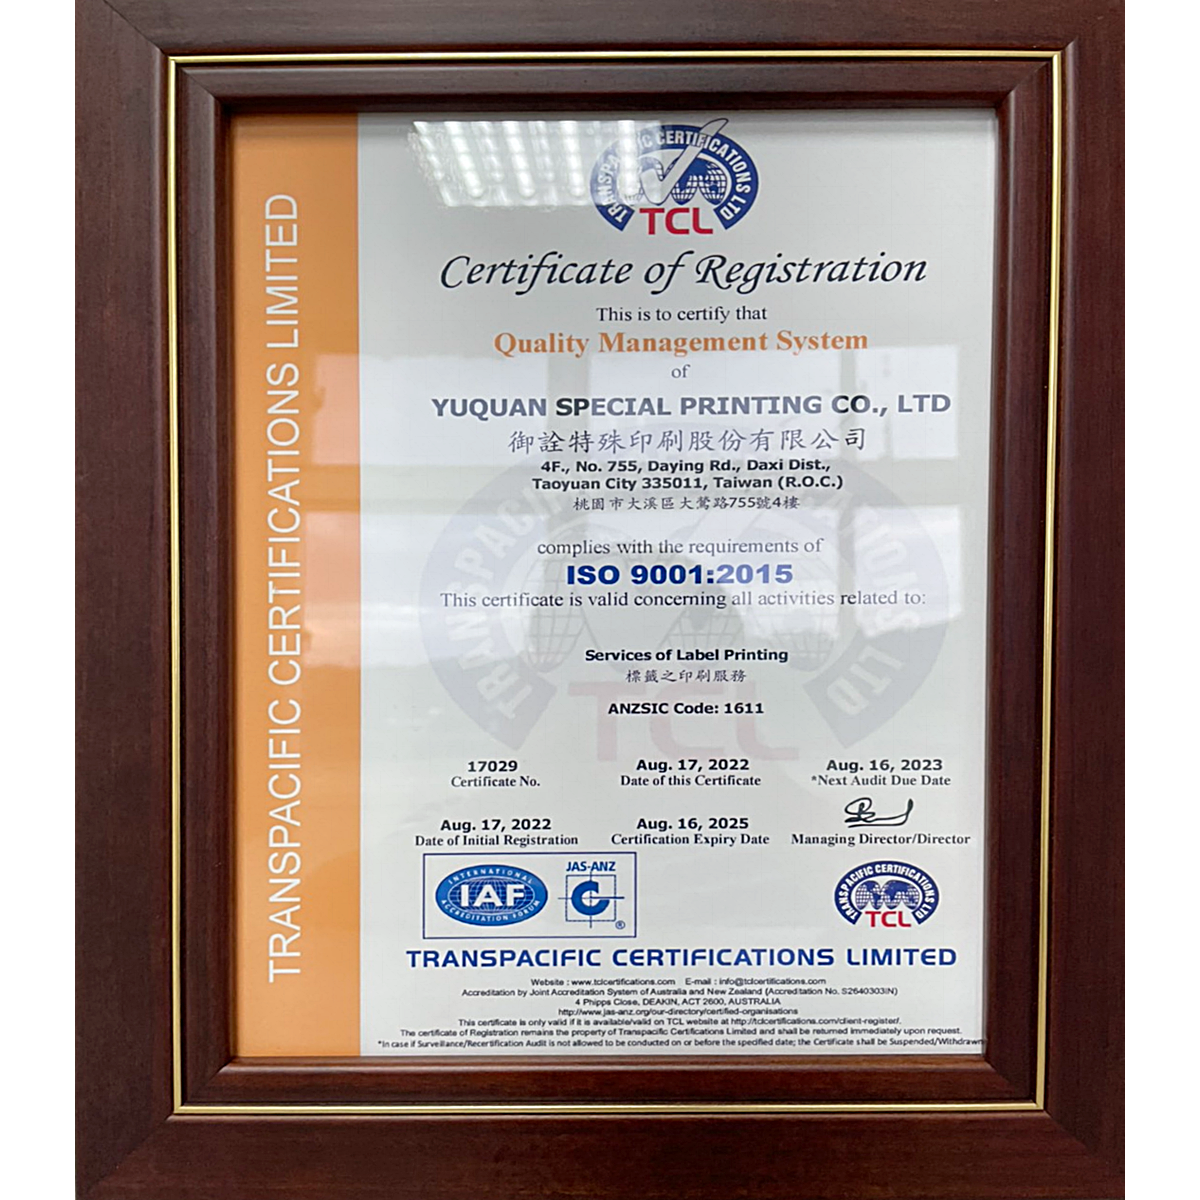 TRANSPACIFIC CERTIFICATIONS LIMITED
TRANSPACIFIC CERTIFICATIONS LTD
TCL
Certificate of Registration
This is to certify that
Quality Management System
of
YUQUAN SPECIAL PRINTING CO., LTD
御詮特殊印刷股份有限公司
4F., No. 755, Daying Rd., Daxi Dist.,
Taoyuan City 335011, Taiwan (R.O.C.)
桃園市大溪區大鶯路755號4樓
complies with the requirements of
ISO 9001:2015
This certificate is valid concerning all activities related to:
Services of Label Printing
標籤之印刷服務
ANZSIC Code: 1611
17029 Aug. 17, 2022 Aug. 16, 2023
Certificate No. Date of this Certificate *Next Audit Due Date
Aug. 17, 2022 Aug. 16, 2025
Date of Initial Registration Certification Expiry Date Managing Director/Director
INTERNATIONAL
IAF
ACCREDITATION FORUM
JAS-ANZ
C
®
TRANSPACIFIC CERTIFICATIONS LTD
TCL
TRANSPACIFIC CERTIFICATIONS LIMITED
Website : www.tclcertifications.com E-mail : info@tclcertifications.com
Accreditation by Joint Accreditation System of Australia and New Zealand (Accreditation No. S2640303IN)
4 Phipps Close, DEAKIN, ACT 2600, AUSTRALIA
http://www.jas-anz.org/our-directory/certified-organisations
This certificate is only valid if it is available/valid on TCL website at http://tclcertifications.com/client-register/.
The certificate of Registration remains the property of Transpacific Certifications Limited and shall be returned immediately upon request.
*In case if Surveillance/Recertification Audit is not allowed to be conducted on or before the specified date; the Certificate shall be Suspended/Withdrawn